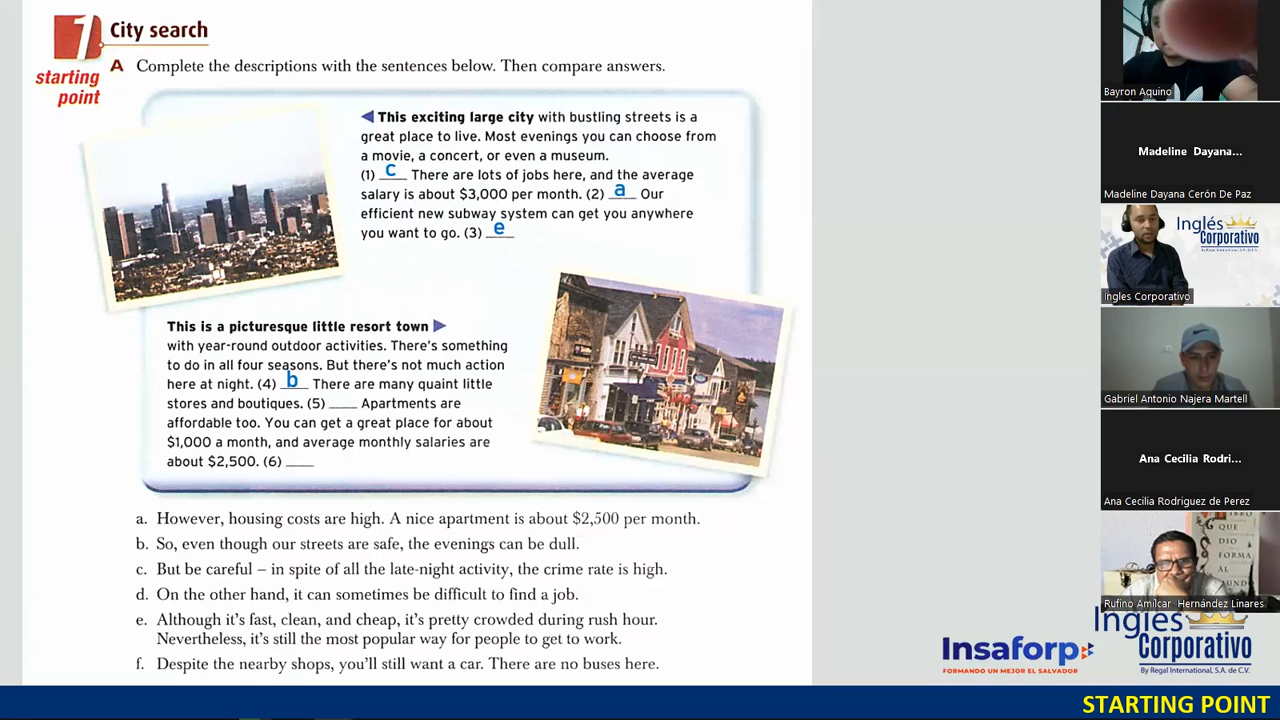 1
City search
starting
point
A Complete the descriptions with the sentences below. Then compare answers.
◀ This exciting large city with bustling streets is a
great place to live. Most evenings you can choose from
a movie, a concert, or even a museum.
(1) c There are lots of jobs here, and the average
salary is about $3,000 per month. (2) a Our
efficient new subway system can get you anywhere
you want to go. (3) e
This is a picturesque little resort town ▶
with year-round outdoor activities. There's something
to do in all four seasons. But there's not much action
here at night. (4) b There are many quaint little
stores and boutiques. (5) ___ Apartments are
affordable too. You can get a great place for about
$1,000 a month, and average monthly salaries are
about $2,500. (6) ___
a. However, housing costs are high. A nice apartment is about $2,500 per month.
b. So, even though our streets are safe, the evenings can be dull.
c. But be careful – in spite of all the late-night activity, the crime rate is high.
d. On the other hand, it can sometimes be difficult to find a job.
e. Although it's fast, clean, and cheap, it's pretty crowded during rush hour.
Nevertheless, it's still the most popular way for people to get to work.
f. Despite the nearby shops, you'll still want a car. There are no buses here.
Bayron Aquino
Madeline Dayana...
Madeline Dayana Cerón De Paz
Inglés
Corporativo
By Regal International, S.A. de C.V.
Ingles Corporativo
Gabriel Antonio Najera Martell
Ana Cecilia Rodri...
Ana Cecilia Rodriguez de Perez
QUE
DIO
FORMA
AL
Rufino Amilcar Hernández Linares
Insaforp
FORMANDO UN MEJOR EL SALVADOR
Inglés
Corporativo
By Regal International, S.A. de C.V.
STARTING POINT